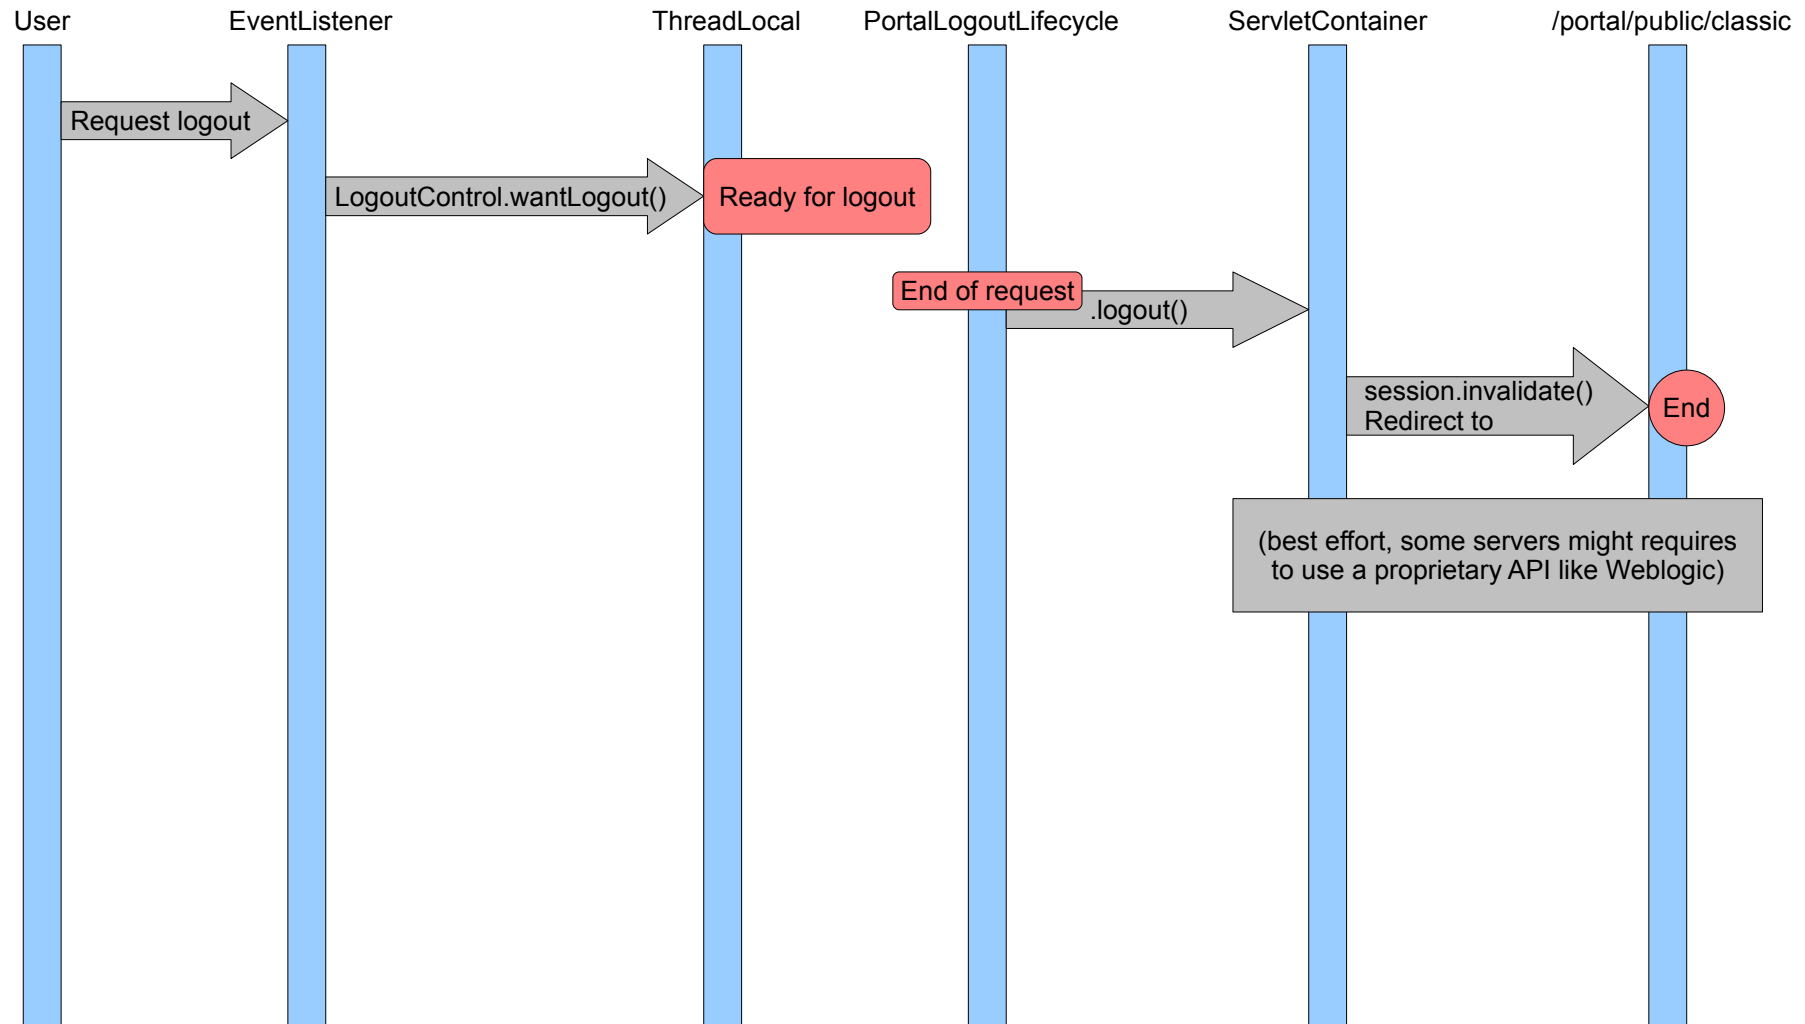 User
EventListener
ThreadLocal
PortalLogoutLifecycle
ServletContainer
/portal/public/classic
Request logout
LogoutControl.wantLogout()
Ready for logout
End of request
.logout()
session.invalidate()
Redirect to
End
(best effort, some servers might requires
to use a proprietary API like Weblogic)